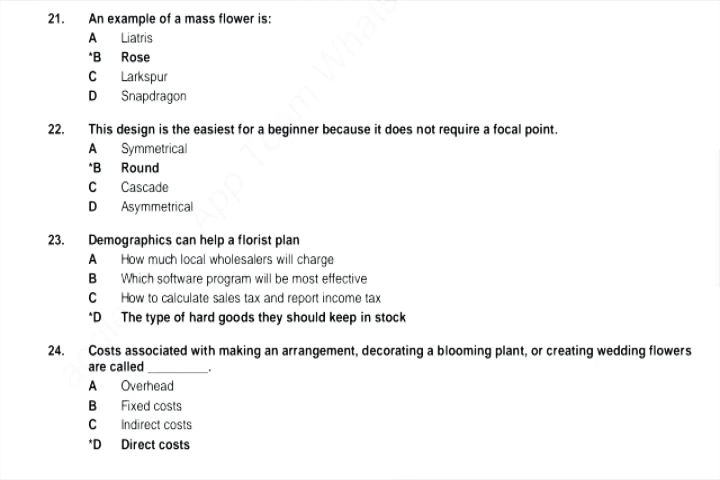 21. An example of a mass flower is:
A Liatris
*B Rose
C Larkspur
D Snapdragon
22. This design is the easiest for a beginner because it does not require a focal point.
A Symmetrical
*B Round
C Cascade
D Asymmetrical
23. Demographics can help a florist plan
A How much local wholesalers will charge
B Which software program will be most effective
C How to calculate sales tax and report income tax
*D The type of hard goods they should keep in stock
24. Costs associated with making an arrangement, decorating a blooming plant, or creating wedding flowers
are called _________.
A Overhead
B Fixed costs
C Indirect costs
*D Direct costs